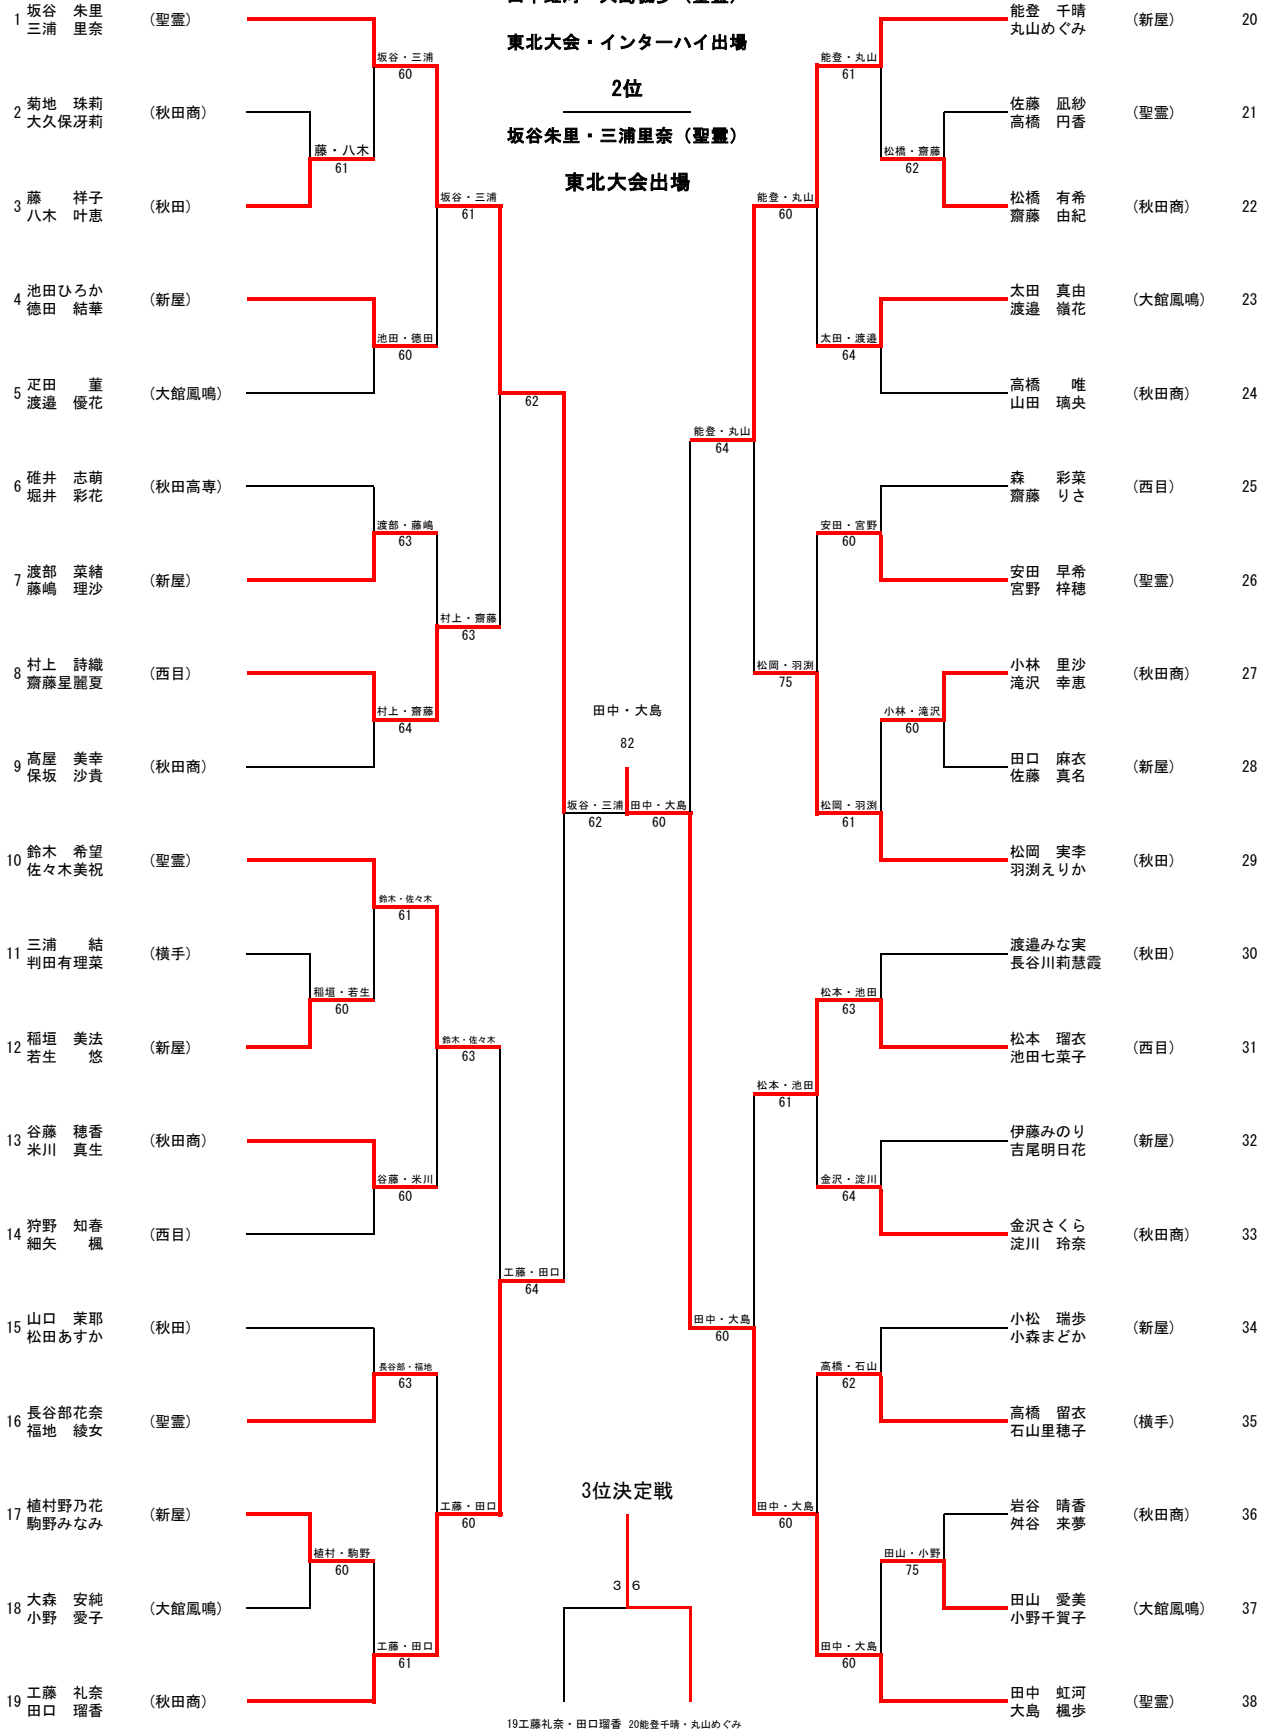 東北大会・インターハイ出場
2位
坂谷朱里・三浦里奈（聖霊）
東北大会出場
1 坂谷　朱里
三浦　里奈 (聖霊)
坂谷・三浦
60
2 菊地　珠莉
大久保冴莉 (秋田商)
藤・八木
61
3 藤　　祥子
八木　叶恵 (秋田)
坂谷・三浦
61
4 池田ひろか
德田　結華 (新屋)
池田・德田
60
5 疋田　　菫
渡邉　優花 (大館鳳鳴)
62
6 碓井　志萌
堀井　彩花 (秋田高専)
渡部・藤嶋
63
7 渡部　菜緒
藤嶋　理沙 (新屋)
村上・齋藤
63
8 村上　詩織
齋藤星麗夏 (西目)
村上・齋藤
64
9 髙屋　美幸
保坂　沙貴 (秋田商)
田中・大島
82
坂谷・三浦
62
田中・大島
60
10 鈴木　希望
佐々木美祝 (聖霊)
鈴木・佐々木
61
11 三浦　　結
判田有理菜 (横手)
稲垣・若生
60
12 稲垣　美法
若生　　悠 (新屋)
鈴木・佐々木
63
13 谷藤　穂香
米川　真生 (秋田商)
谷藤・米川
60
14 狩野　知春
細矢　　楓 (西目)
工藤・田口
64
15 山口　茉耶
松田あすか (秋田)
長谷部・福地
63
16 長谷部花奈
福地　綾女 (聖霊)
工藤・田口
60
17 植村野乃花
駒野みなみ (新屋)
植村・駒野
60
18 大森　安純
小野　愛子 (大館鳳鳴)
工藤・田口
61
19 工藤　礼奈
田口　瑠香 (秋田商)
能登　千晴
丸山めぐみ (新屋) 20
能登・丸山
61
佐藤　凪紗
高橋　円香 (聖霊) 21
松橋・齋藤
62
松橋　有希
齋藤　由紀 (秋田商) 22
能登・丸山
60
太田　真由
渡邉　嶺花 (大館鳳鳴) 23
太田・渡邉
64
高橋　　唯
山田　璃央 (秋田商) 24
能登・丸山
64
森　　彩菜
齋藤　りさ (西目) 25
安田・宮野
60
安田　早希
宮野　梓穂 (聖霊) 26
松岡・羽渕
75
小林　里沙
滝沢　幸恵 (秋田商) 27
小林・滝沢
60
田口　麻衣
佐藤　真名 (新屋) 28
松岡・羽渕
61
松岡　実李
羽渕えりか (秋田) 29
渡邉みな実
長谷川莉慧霞 (秋田) 30
松本・池田
63
松本　瑠衣
池田七菜子 (西目) 31
松本・池田
61
伊藤みのり
吉尾明日花 (新屋) 32
金沢・淀川
64
金沢さくら
淀川　玲奈 (秋田商) 33
田中・大島
60
小松　瑞歩
小森まどか (新屋) 34
高橋・石山
62
高橋　留衣
石山里穂子 (横手) 35
田中・大島
60
岩谷　晴香
舛谷　来夢 (秋田商) 36
田山・小野
75
田山　愛美
小野千賀子 (大館鳳鳴) 37
田中・大島
60
田中　虹河
大島　楓歩 (聖霊) 38
3位決定戦
3 6
19工藤礼奈・田口瑠香 20能登千晴・丸山めぐみ